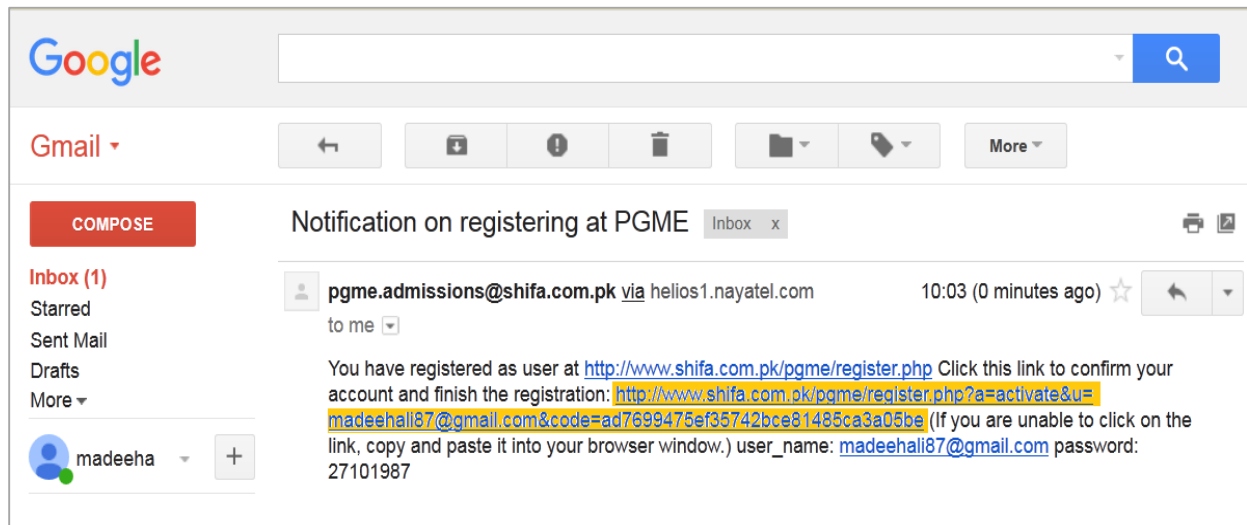 Google
Gmail
More
COMPOSE
Notification on registering at PGME Inbox x
Inbox (1)
Starred
Sent Mail
Drafts
More
madeeha
pgme.admissions@shifa.com.pk via helios1.nayatel.com 10:03 (0 minutes ago)
to me
You have registered as user at http://www.shifa.com.pk/pgme/register.php Click this link to confirm your
account and finish the registration: http://www.shifa.com.pk/pgme/register.php?a=activate&u=
madeehali87@gmail.com&code=ad7699475ef35742bce81485ca3a05be (If you are unable to click on the
link, copy and paste it into your browser window.) user_name: madeehali87@gmail.com password:
27101987